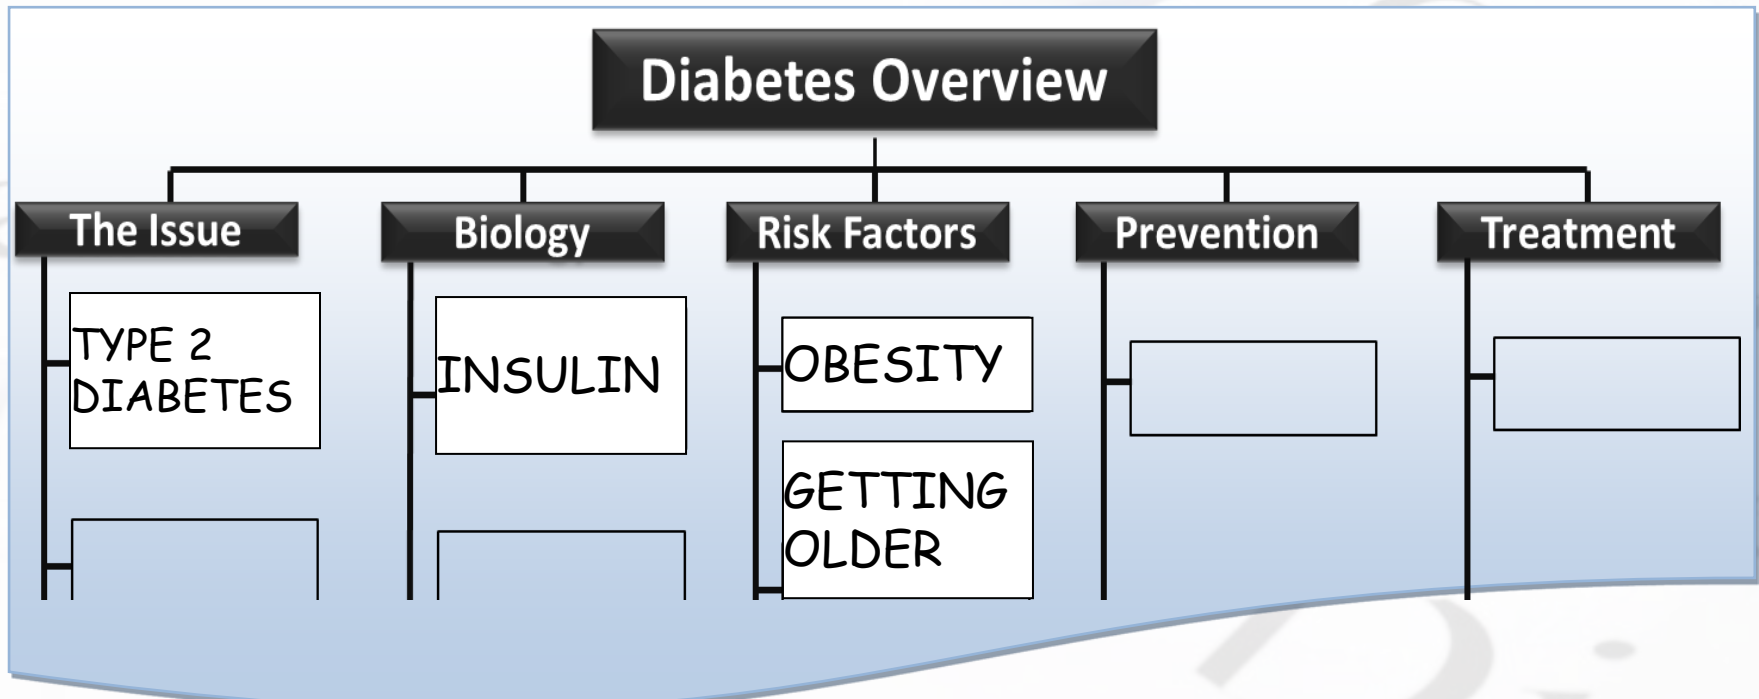 Diabetes Overview
The Issue
Biology
Risk Factors
Prevention
Treatment
TYPE 2
DIABETES
INSULIN
OBESITY
GETTING
OLDER